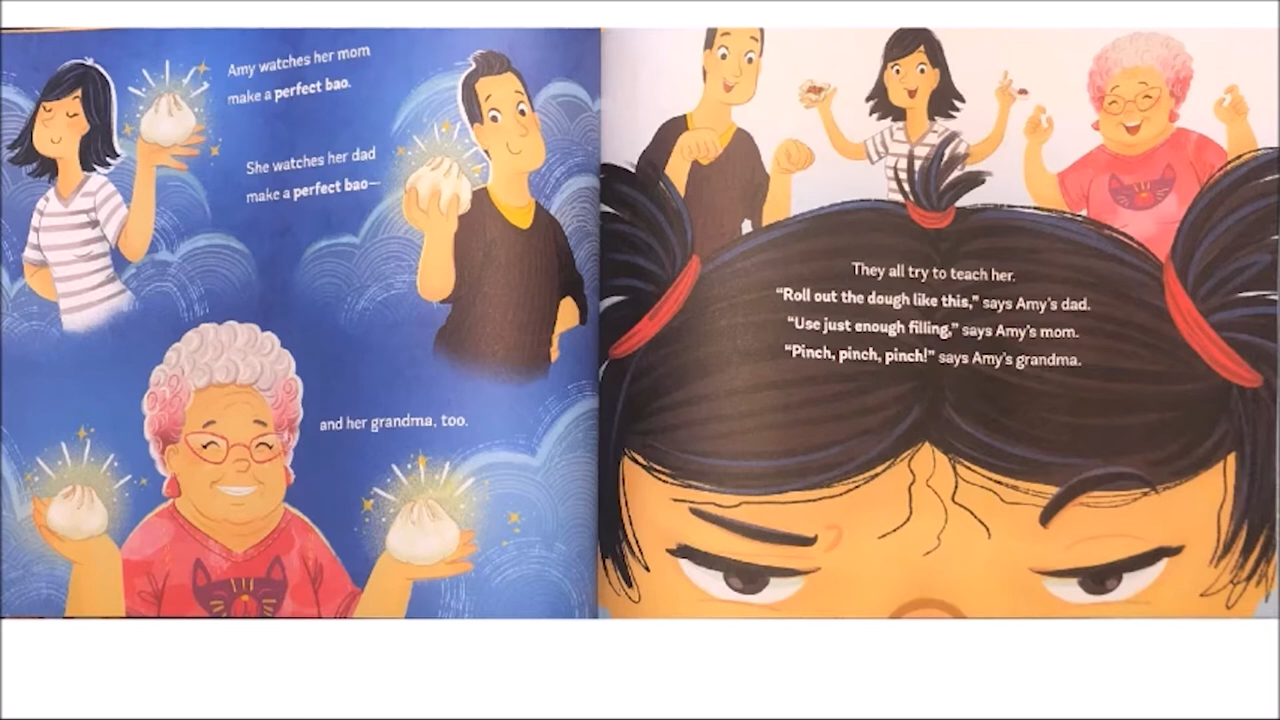 Amy watches her mom
make a perfect bao.
She watches her dad
make a perfect bao—
and her grandma, too.
They all try to teach her.
“Roll out the dough like this,” says Amy’s dad.
“Use just enough filling,” says Amy’s mom.
“Pinch, pinch, pinch!” says Amy’s grandma.